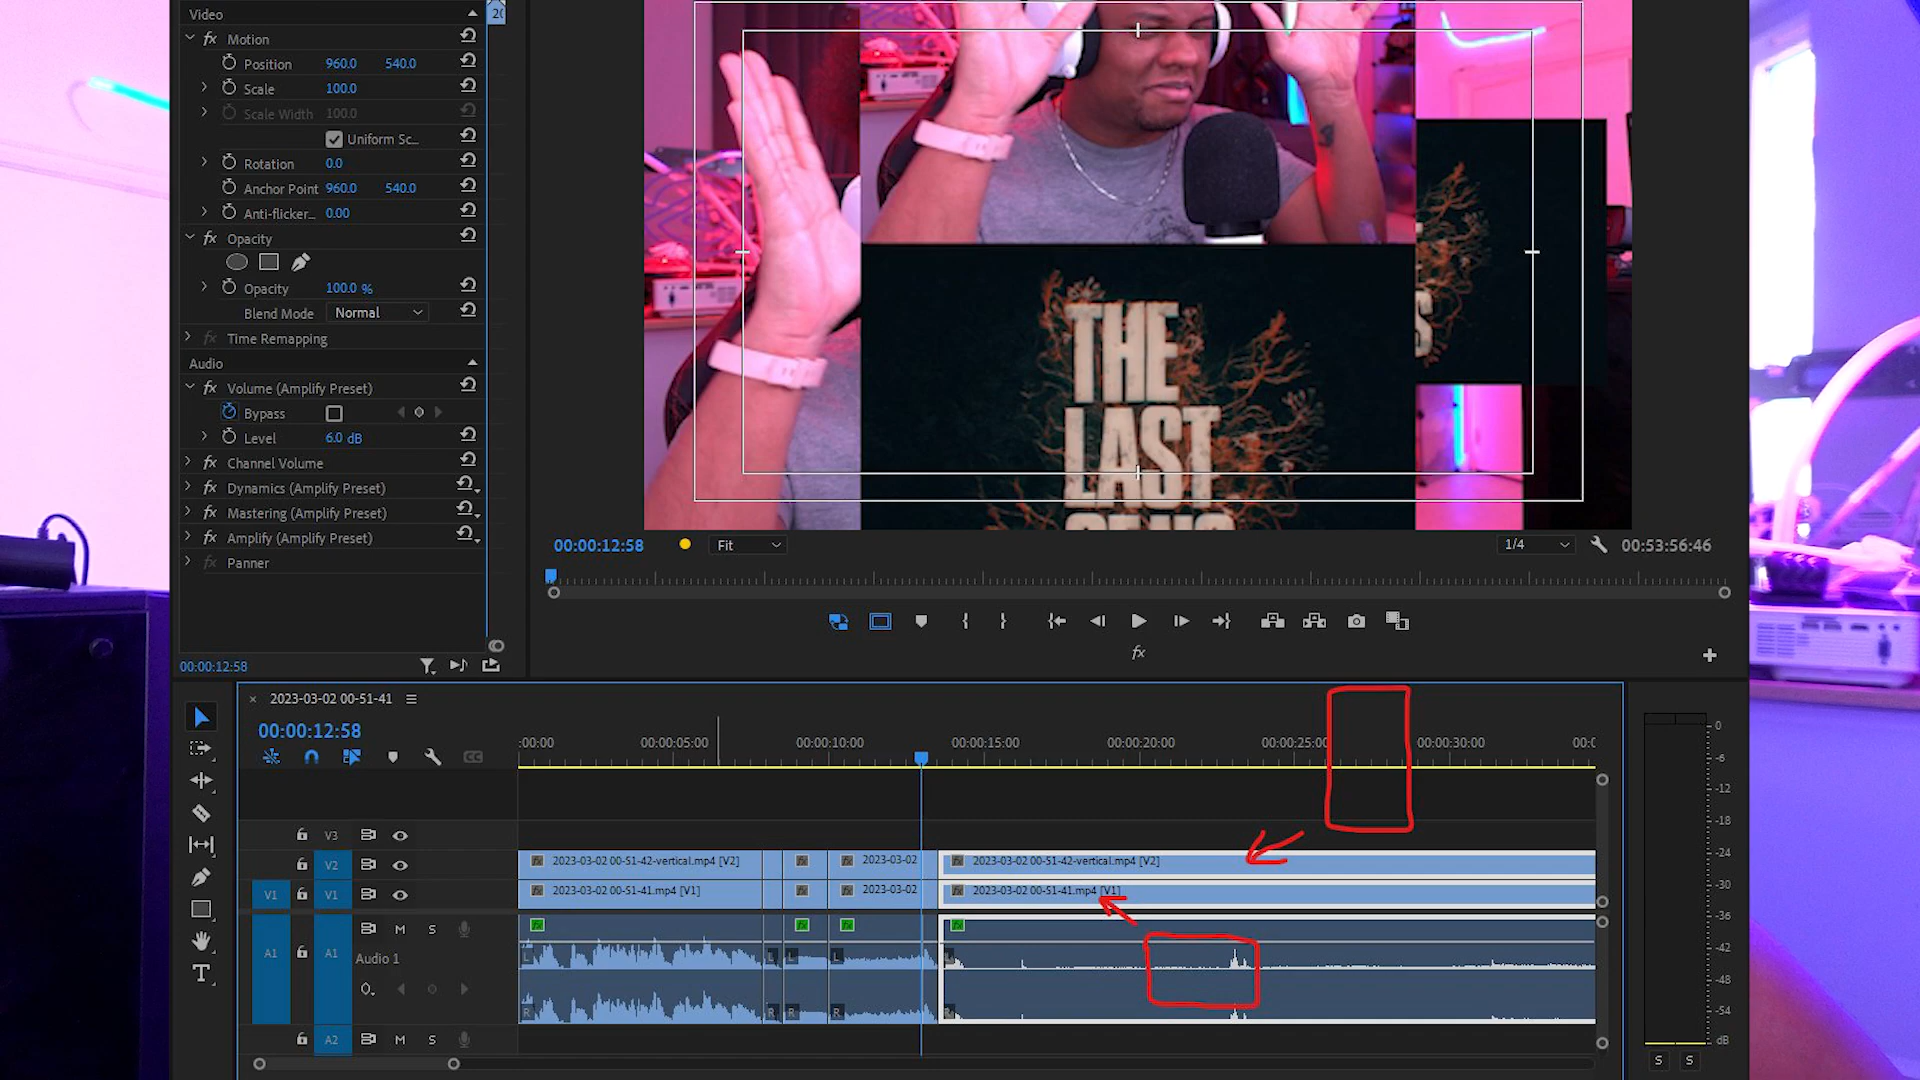 Video
Motion
Position 960.0 540.0
Scale 100.0
Scale Width 100.0
Uniform Sc...
Rotation 0.0
Anchor Point 960.0 540.0
Anti-flicker... 0.00
Opacity
Opacity 100.0 %
Blend Mode Normal
Time Remapping
Audio
Volume (Amplify Preset)
Bypass
Level 6.0 dB
Channel Volume
Dynamics (Amplify Preset)
Mastering (Amplify Preset)
Amplify (Amplify Preset)
Panner
00:00:12:58
THE
LAST
OF US
00:00:12:58 Fit 1/4 00:53:56:46
fx
× 2023-03-02 00-51-41
00:00:12:58
:00:00 00:00:05:00 00:00:10:00 00:00:15:00 00:00:20:00 00:00:25:00 00:00:30:00 00:0
V3
V2 2023-03-02 00-51-42-vertical.mp4 [V2] 2023-03-02 2023-03-02 00-51-42-vertical.mp4 [V2]
V1 V1 2023-03-02 00-51-41.mp4 [V1] 2023-03-02 2023-03-02 00-51-41.mp4 [V1]
M S
A1 A1 Audio 1
L L L L
R R R R
A2 M S
0
-6
-12
-18
-24
-30
-36
-42
-48
-54
dB
S S